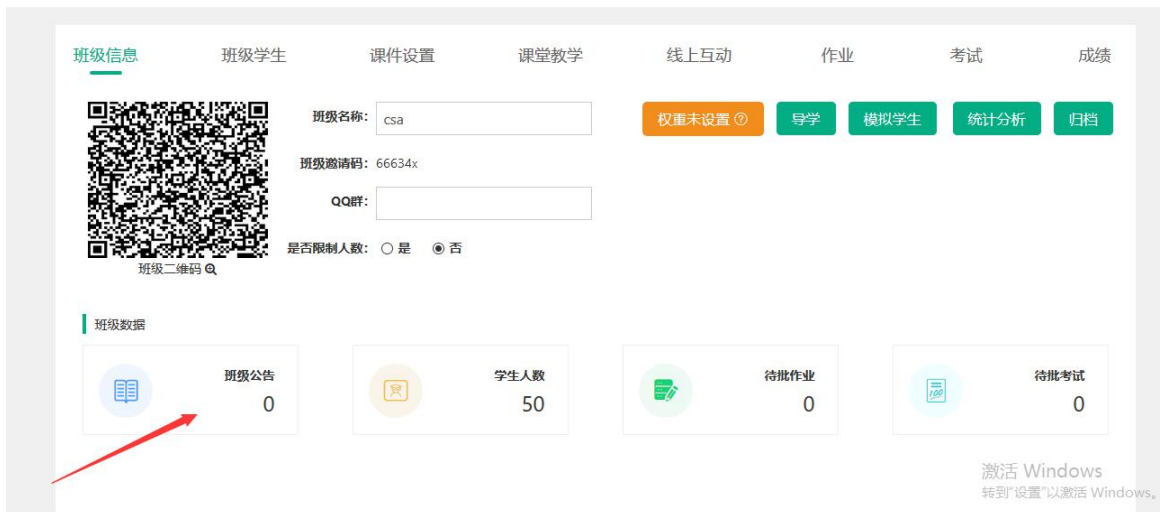 班级信息 班级学生 课件设置 课堂教学 线上互动 作业 考试 成绩
班级名称： csa 权重未设置 ? 导学 模拟学生 统计分析 归档
班级邀请码： 66634x
QQ群：
是否限制人数： 是 否
班级二维码
班级数据
班级公告 学生人数 待批作业 待批考试
0 50 0 0
100
激活 Windows
转到"设置"以激活 Windows。